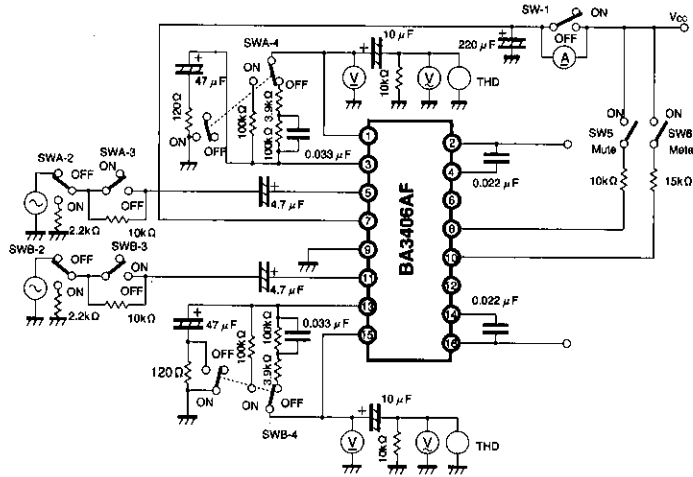 SW-1
ON
VCC
OFF
A
SWA-4
ON
OFF
10 μF
220 μF
47 μF
120Ω
ON
OFF
100kΩ
3.9kΩ
100kΩ
0.033 μF
10kΩ
V
V
THD
ON
SW5
Mute
ON
SW6
Mete
10kΩ
15kΩ
SWA-2
SWA-3
ON
OFF
OFF
ON
2.2kΩ
10kΩ
4.7 μF
SWB-2
SWB-3
OFF
ON
OFF
ON
2.2kΩ
10kΩ
4.7 μF
BA3406AF
1
3
5
7
9
11
13
15
2
4
6
8
10
12
14
16
0.022 μF
0.022 μF
47 μF
120Ω
OFF
ON
100kΩ
100kΩ
3.9kΩ
0.033 μF
ON
OFF
SWB-4
10 μF
V
10kΩ
V
THD